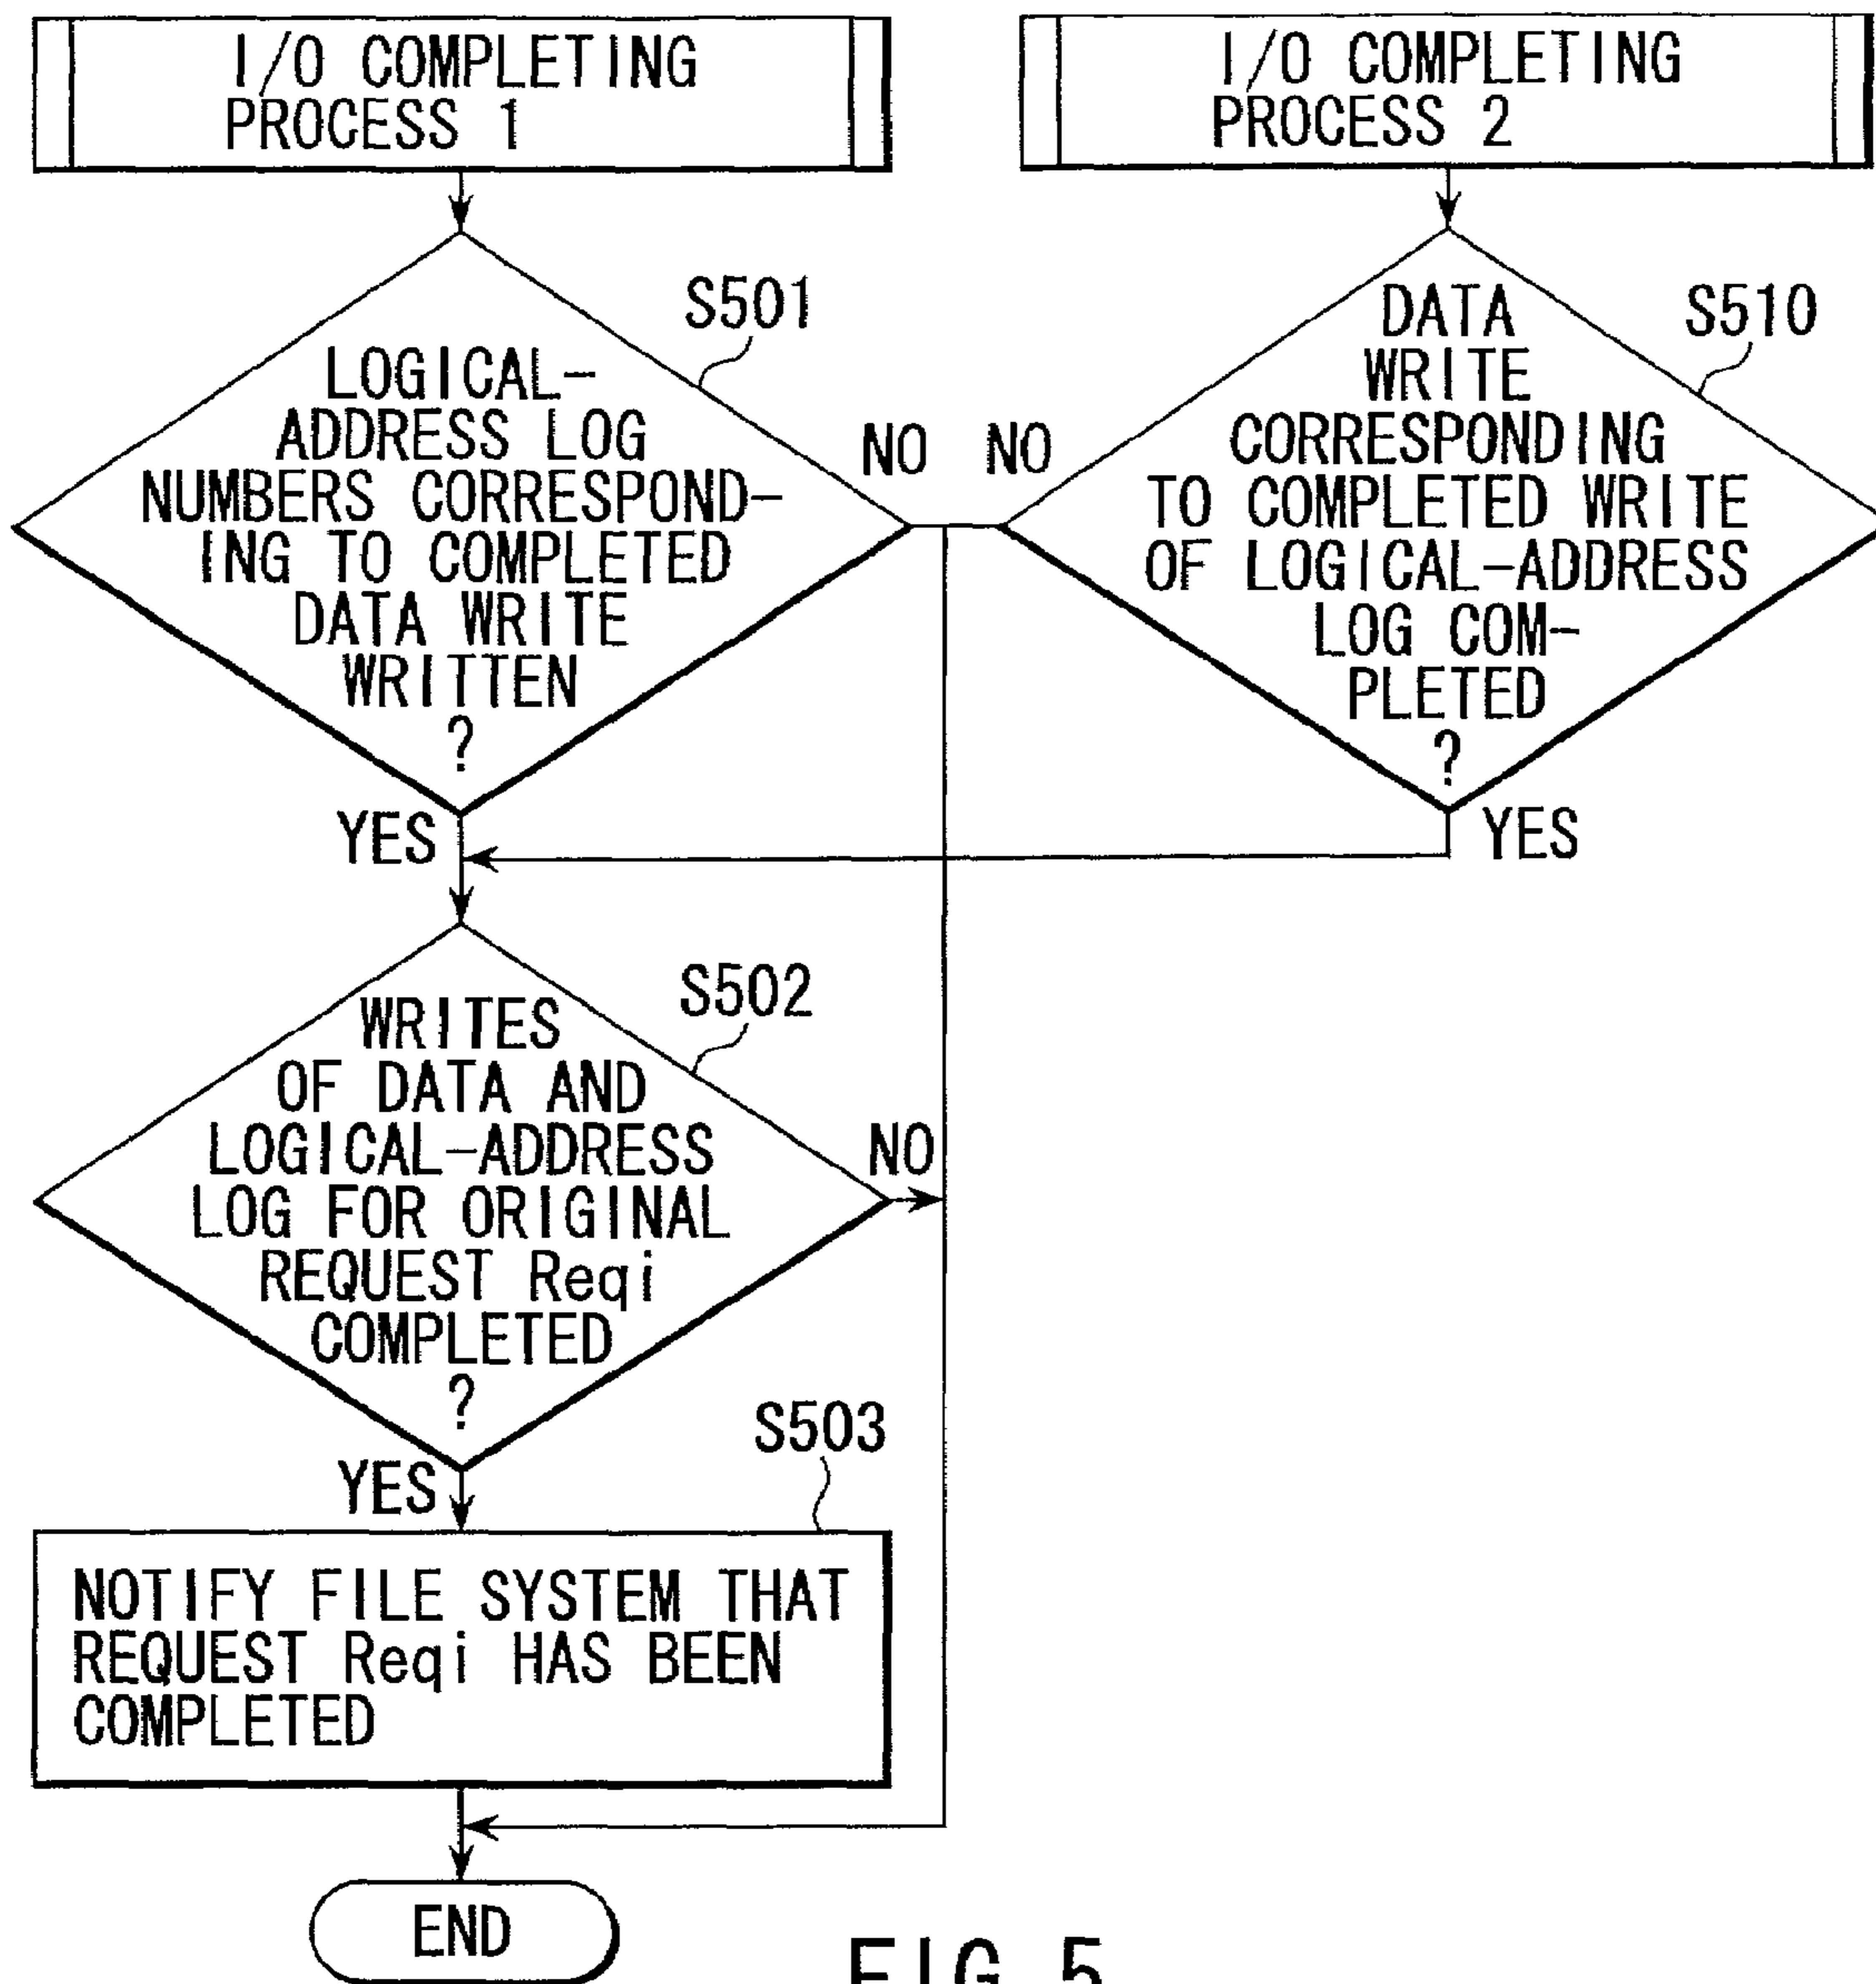 I/O COMPLETING
PROCESS 1
I/O COMPLETING
PROCESS 2
S501
LOGICAL-
ADDRESS LOG
NUMBERS CORRESPOND-
ING TO COMPLETED
DATA WRITE
WRITTEN
?
NO
YES
S510
DATA
WRITE
CORRESPONDING
TO COMPLETED WRITE
OF LOGICAL-ADDRESS
LOG COM-
PLETED
?
NO
YES
S502
WRITES
OF DATA AND
LOGICAL-ADDRESS
LOG FOR ORIGINAL
REQUEST Reqi
COMPLETED
?
NO
YES
S503
NOTIFY FILE SYSTEM THAT
REQUEST Reqi HAS BEEN
COMPLETED
END
FIG. 5